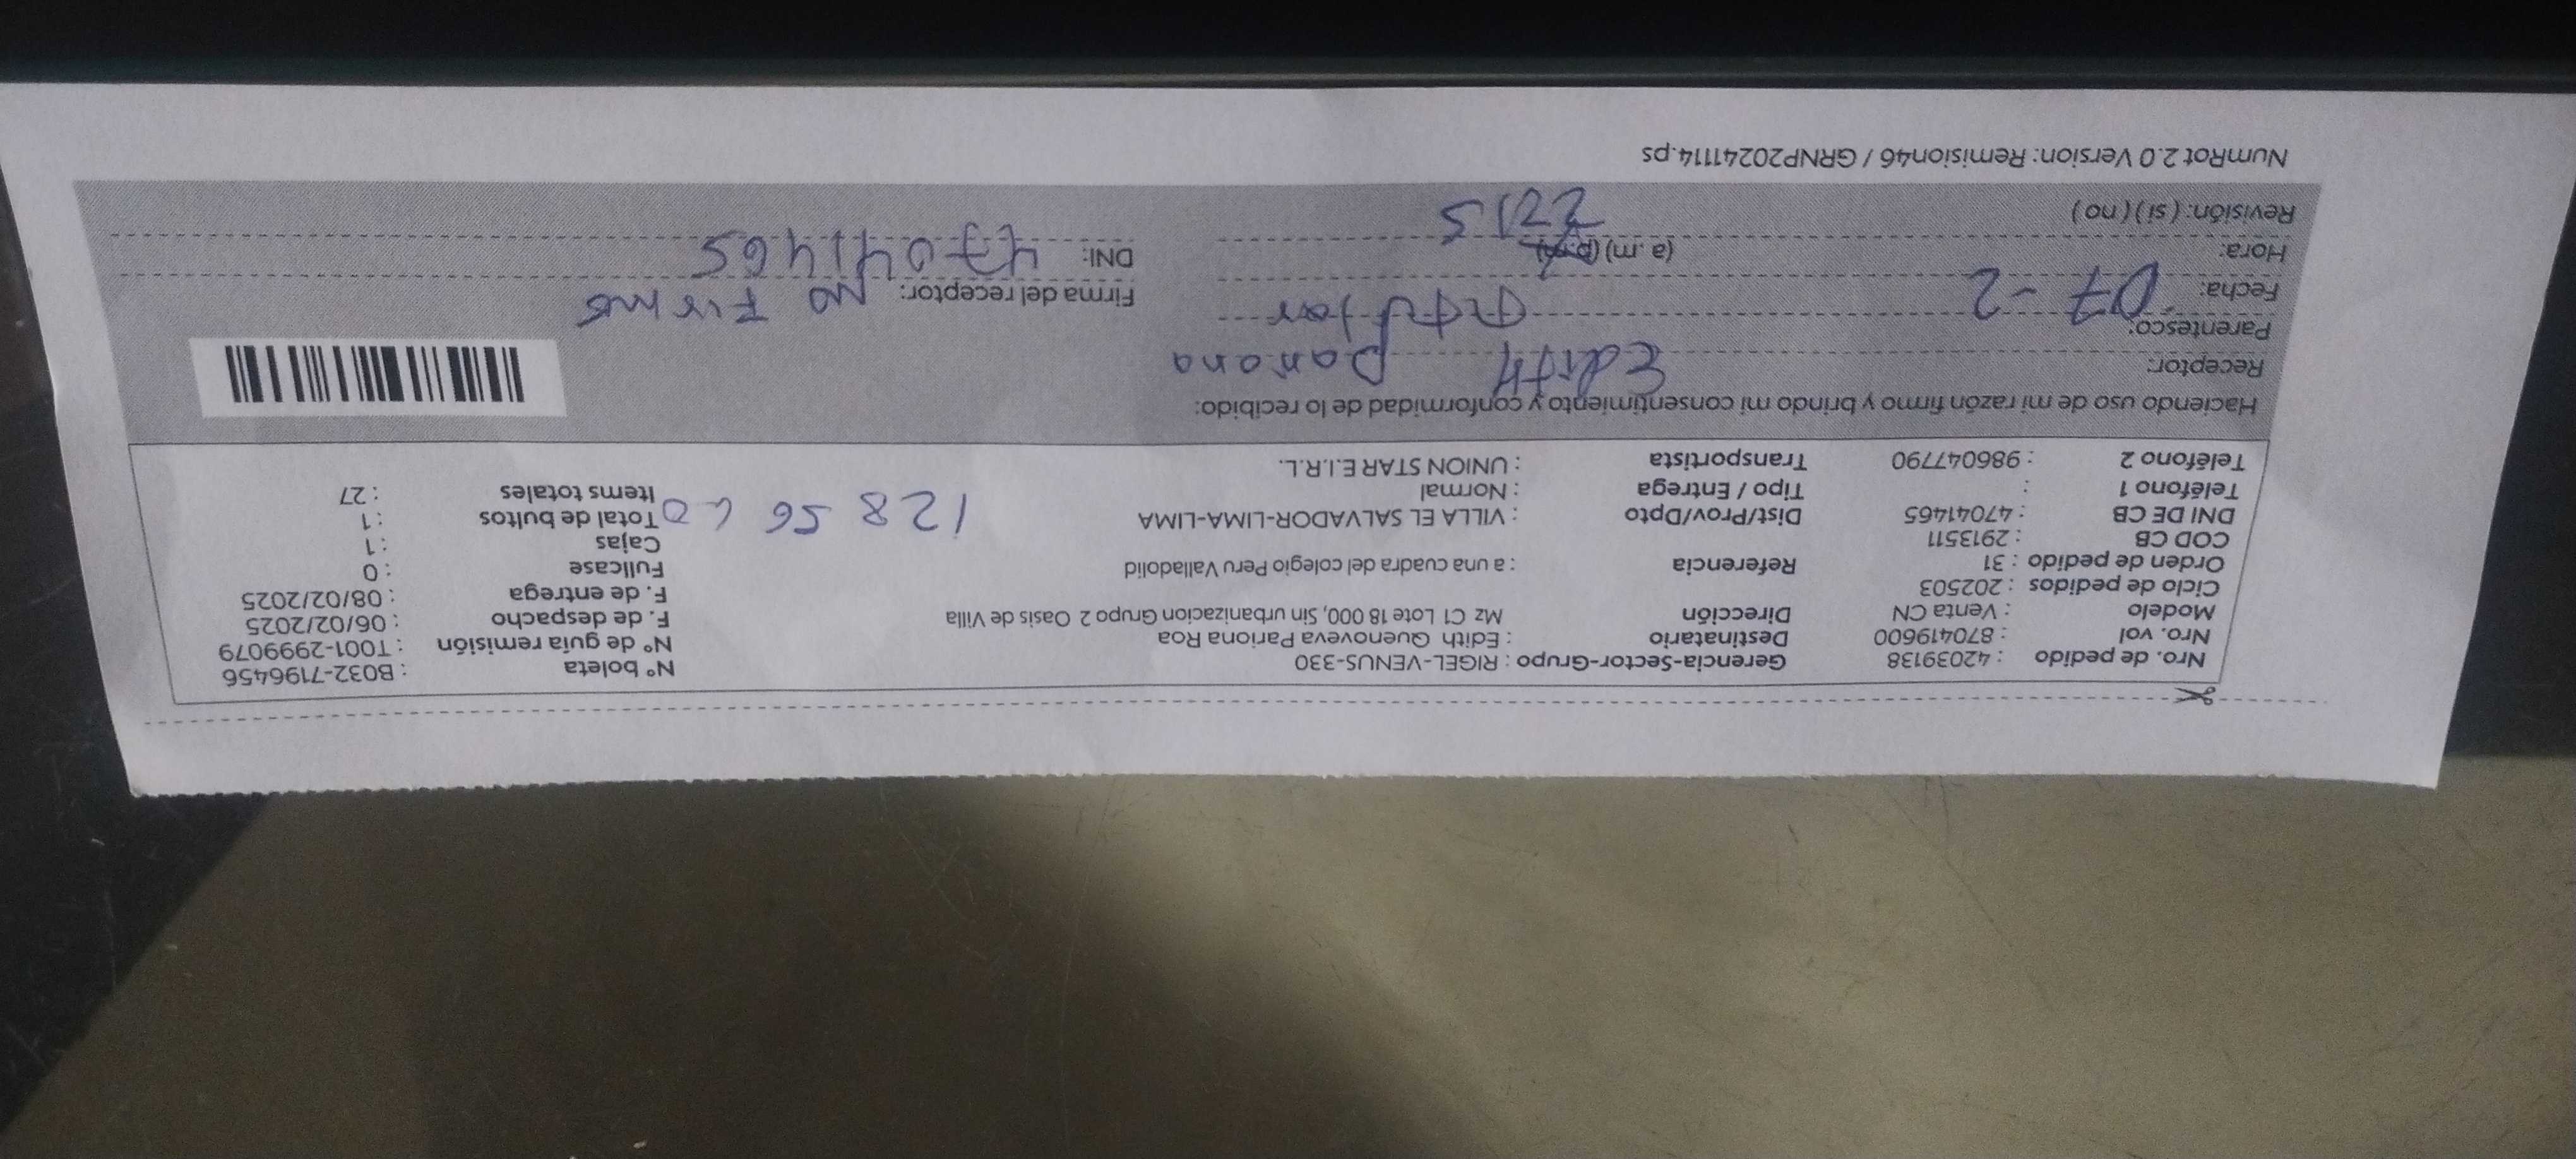 Nro. de pedido : 42039138 Gerencia-Sector-Grupo : RIGEL-VENUS-330 N° boleta : B032-7196456
Nro. vol : 870419600 Destinatario : Edith Quenoveva Pariona Roa N° de guía remisión : T001-2999079
Modelo : Venta CN Dirección Mz C1 Lote 18 000, Sin urbanizacion Grupo 2 Oasis de Villa F. de despacho : 06/02/2025
Ciclo de pedidos : 202503 F. de entrega : 08/02/2025
Orden de pedido : 31 Referencia : a una cuadra del colegio Peru Valladolid Fullcase : 0
COD CB : 2913511 Cajas : 1
DNI DE CB : 47041465 Dist/Prov/Dpto : VILLA EL SALVADOR-LIMA-LIMA Total de bultos : 1
128 56 60
Teléfono 1 : Tipo / Entrega : Normal Items totales : 27
Teléfono 2 : 986047790 Transportista : UNION STAR E.I.R.L.
Haciendo uso de mi razón firmo y brindo mi consentimiento y conformidad de lo recibido:
Receptor: Edith
Parentesco: Firma del receptor: no Firma
Fecha: 07-2
Hora: (a.m) (p.m) DNI: 47041465
2215
Revisión: ( si ) ( no )
NumRot 2.0 Version: Remision46 / GRNP20241114.ps